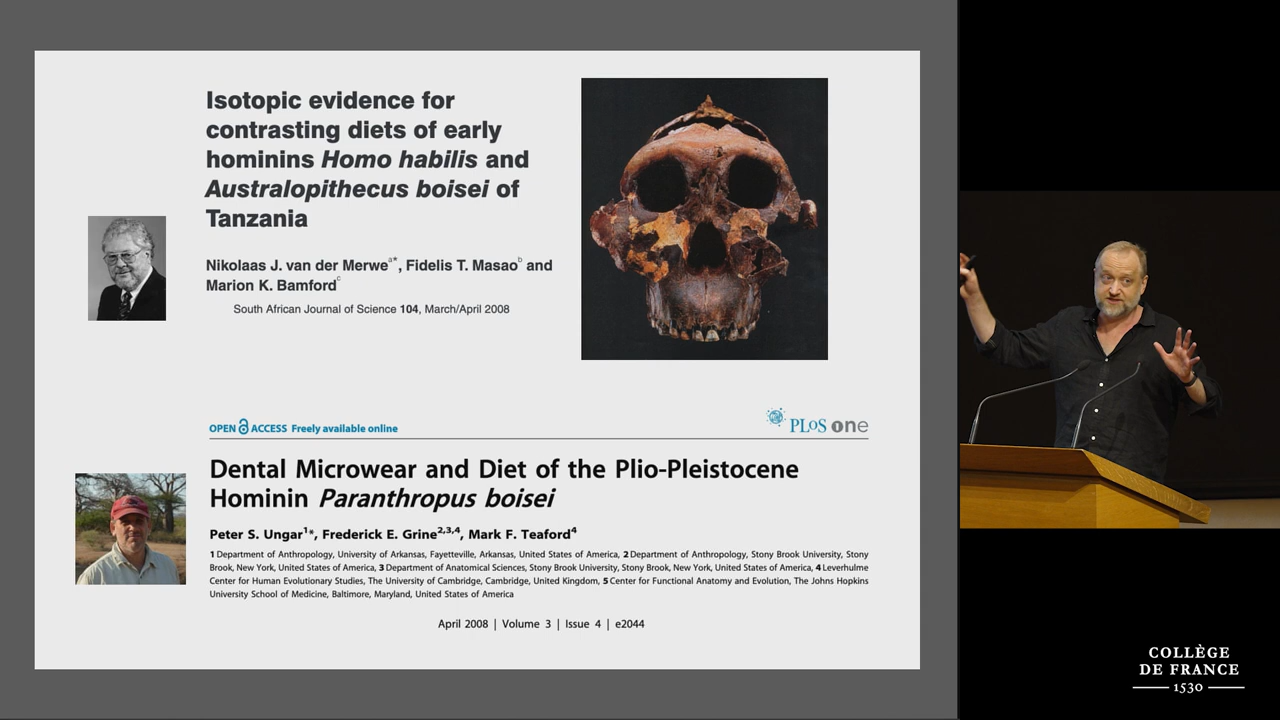 Isotopic evidence for
contrasting diets of early
hominins Homo habilis and
Australopithecus boisei of
Tanzania
Nikolaas J. van der Merwea*, Fidelis T. Masaob and
Marion K. Bamfordc
South African Journal of Science 104, March/April 2008
OPEN ACCESS Freely available online
PLoS one
Dental Microwear and Diet of the Plio-Pleistocene
Hominin Paranthropus boisei
Peter S. Ungar1*, Frederick E. Grine2,3,4, Mark F. Teaford4
1 Department of Anthropology, University of Arkansas, Fayetteville, Arkansas, United States of America, 2 Department of Anthropology, Stony Brook University, Stony
Brook, New York, United States of America, 3 Department of Anatomical Sciences, Stony Brook University, Stony Brook, New York, United States of America, 4 Leverhulme
Center for Human Evolutionary Studies, The University of Cambridge, Cambridge, United Kingdom, 5 Center for Functional Anatomy and Evolution, The Johns Hopkins
University School of Medicine, Baltimore, Maryland, United States of America
April 2008 | Volume 3 | Issue 4 | e2044
COLLÈGE
DE FRANCE
1530